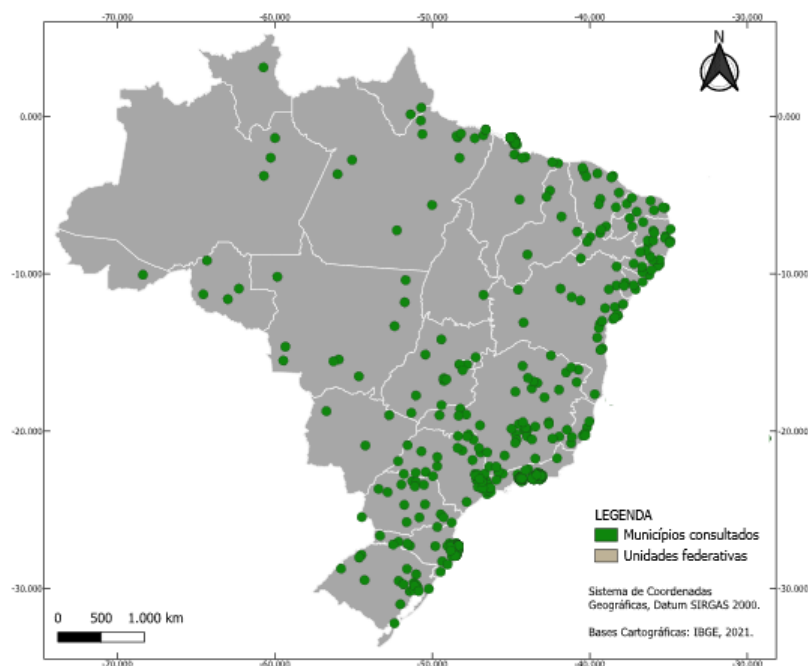 -70.000 -60.000 -50.000 -40.000 -30.000
N
0.000 0.000
-10.000 -10.000
-20.000 -20.000
-30.000 -30.000
LEGENDA
Municípios consultados
Unidades federativas
Sistema de Coordenadas
Geográficas, Datum SIRGAS 2000.
Bases Cartográficas: IBGE, 2021.
0 500 1.000 km
-70.000 -60.000 -50.000 -40.000 -30.000